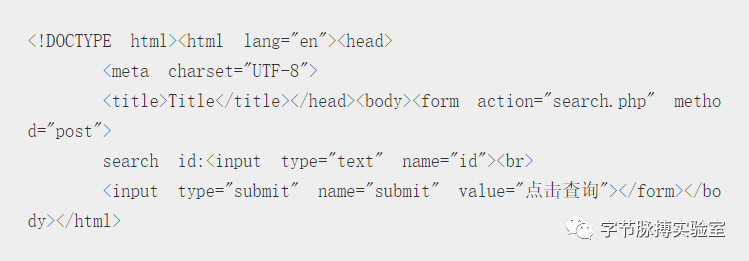 <!DOCTYPE html><html lang="en"><head>
<meta charset="UTF-8">
<title>Title</title></head><body><form action="search.php" metho
d="post">
search id:<input type="text" name="id"><br>
<input type="submit" name="submit" value="点击查询"></form></bo
dy></html>
字节脉搏实验室